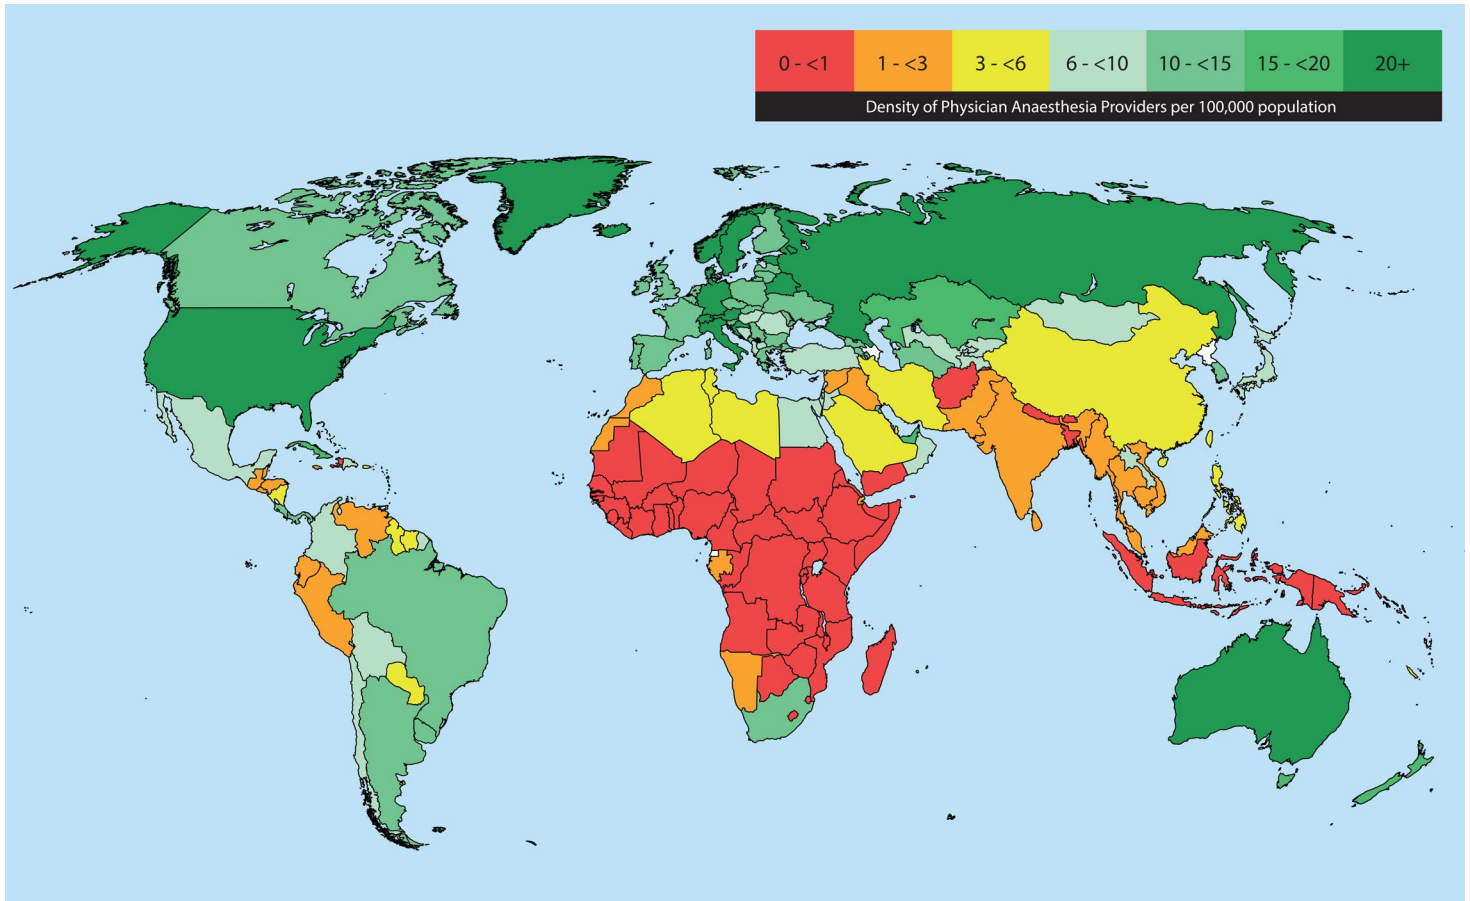 0 - <1 1 - <3 3 - <6 6 - <10 10 - <15 15 - <20 20+
Density of Physician Anaesthesia Providers per 100,000 population